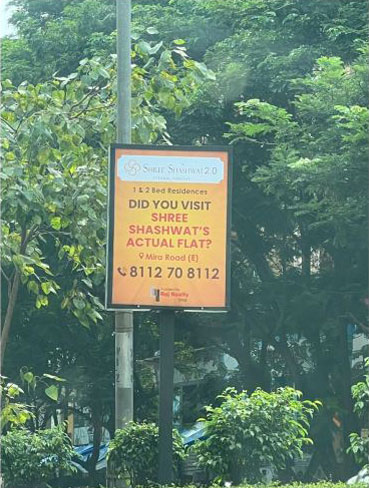 SHREE SHASHWAT 2.0
1 & 2 Bed Residences
DID YOU VISIT
SHREE
SHASHWAT'S
ACTUAL FLAT?
Mira Road (E)
8112 70 8112
Raj Realty